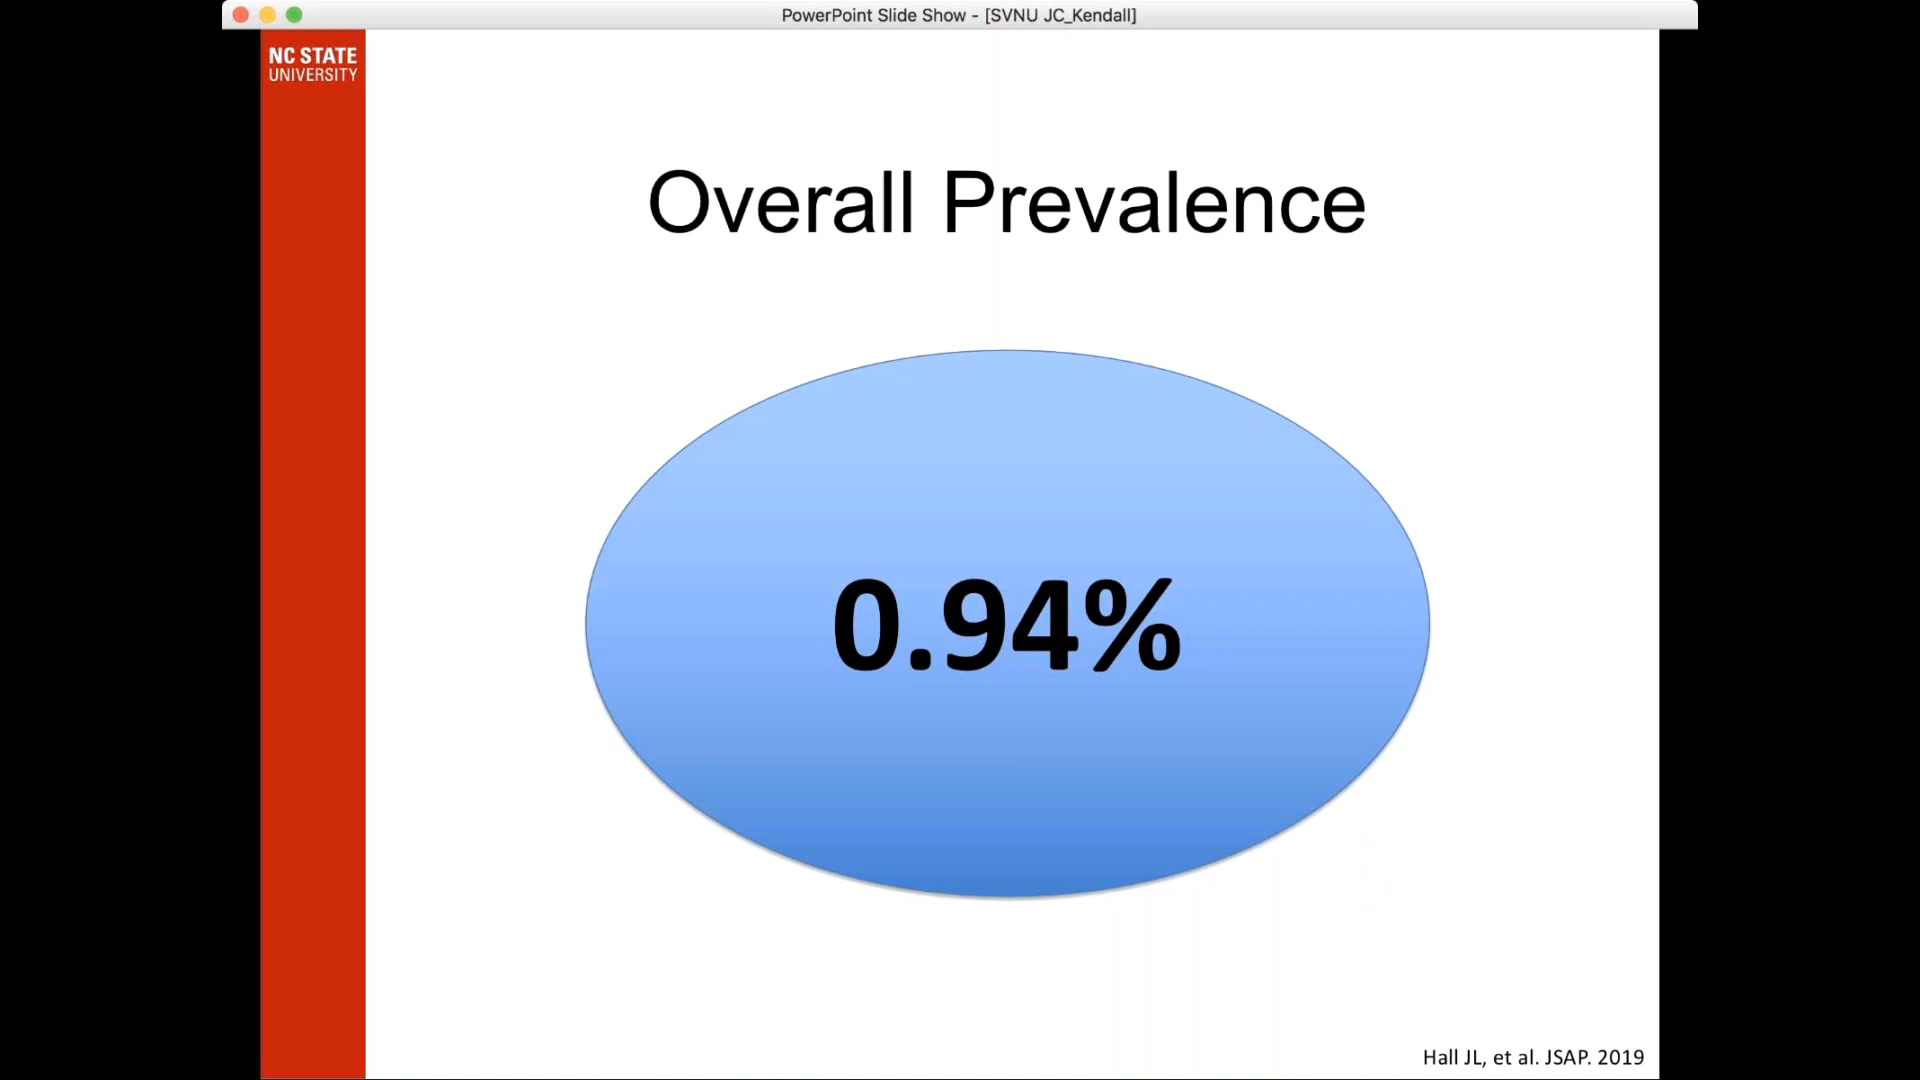 PowerPoint Slide Show - [SVNU JC_Kendall]
NC STATE
UNIVERSITY
Overall Prevalence
0.94%
Hall JL, et al. JSAP. 2019